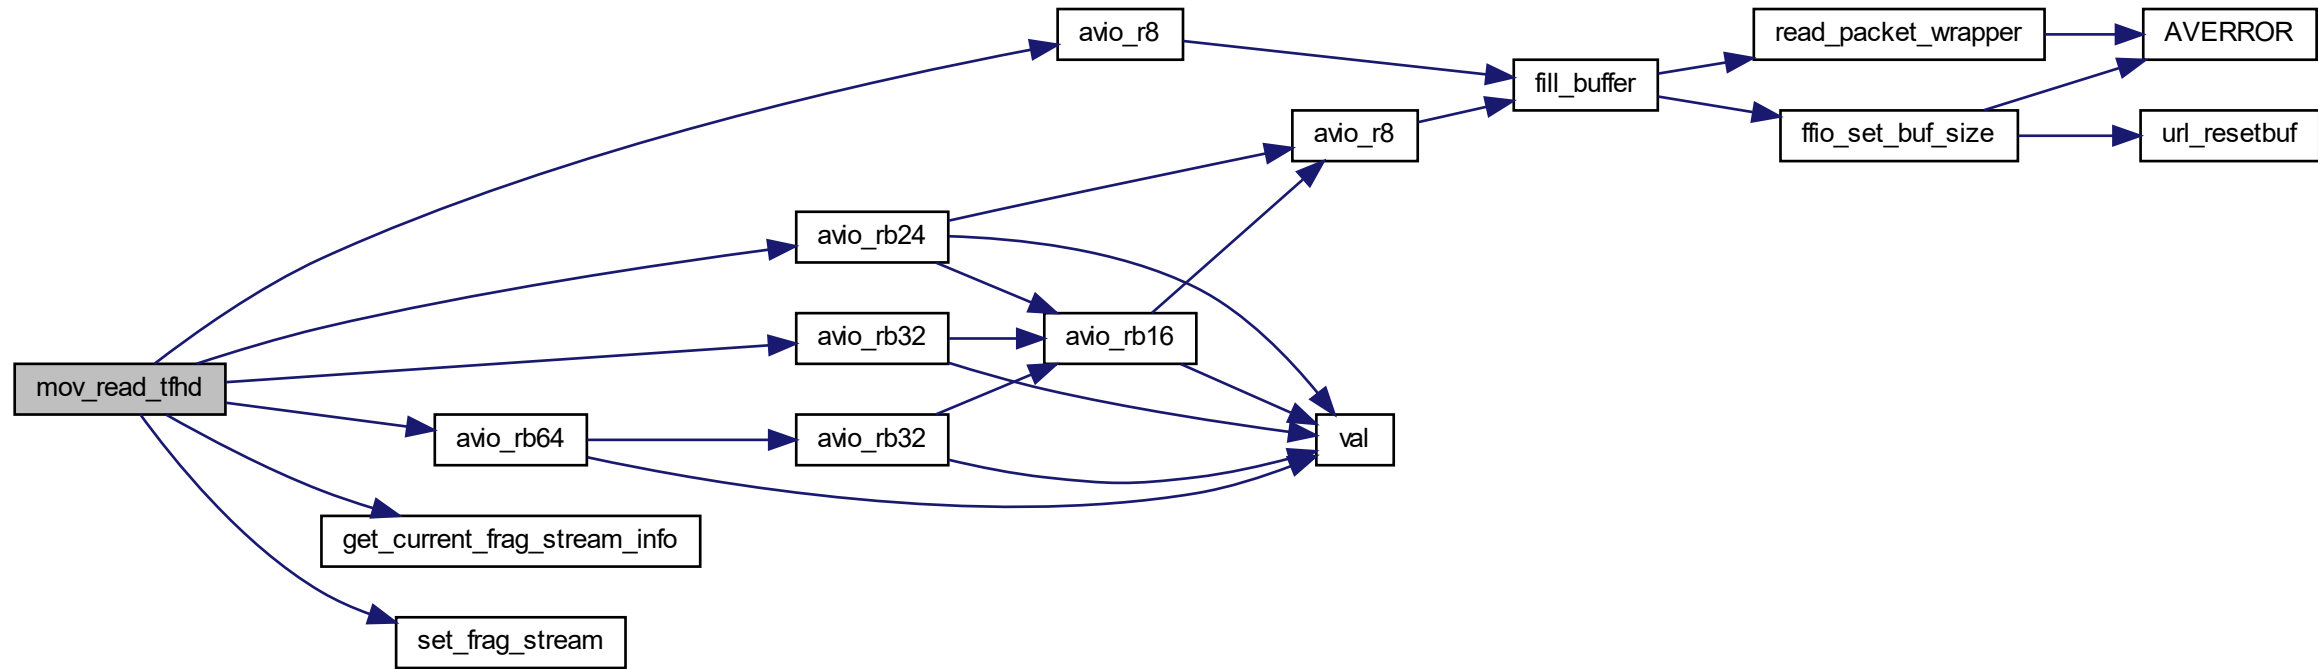 avio_r8
read_packet_wrapper
AVERROR
fill_buffer
avio_r8
ffio_set_buf_size
url_resetbuf
avio_rb24
avio_rb32
avio_rb16
mov_read_tfhd
avio_rb64
avio_rb32
val
get_current_frag_stream_info
set_frag_stream